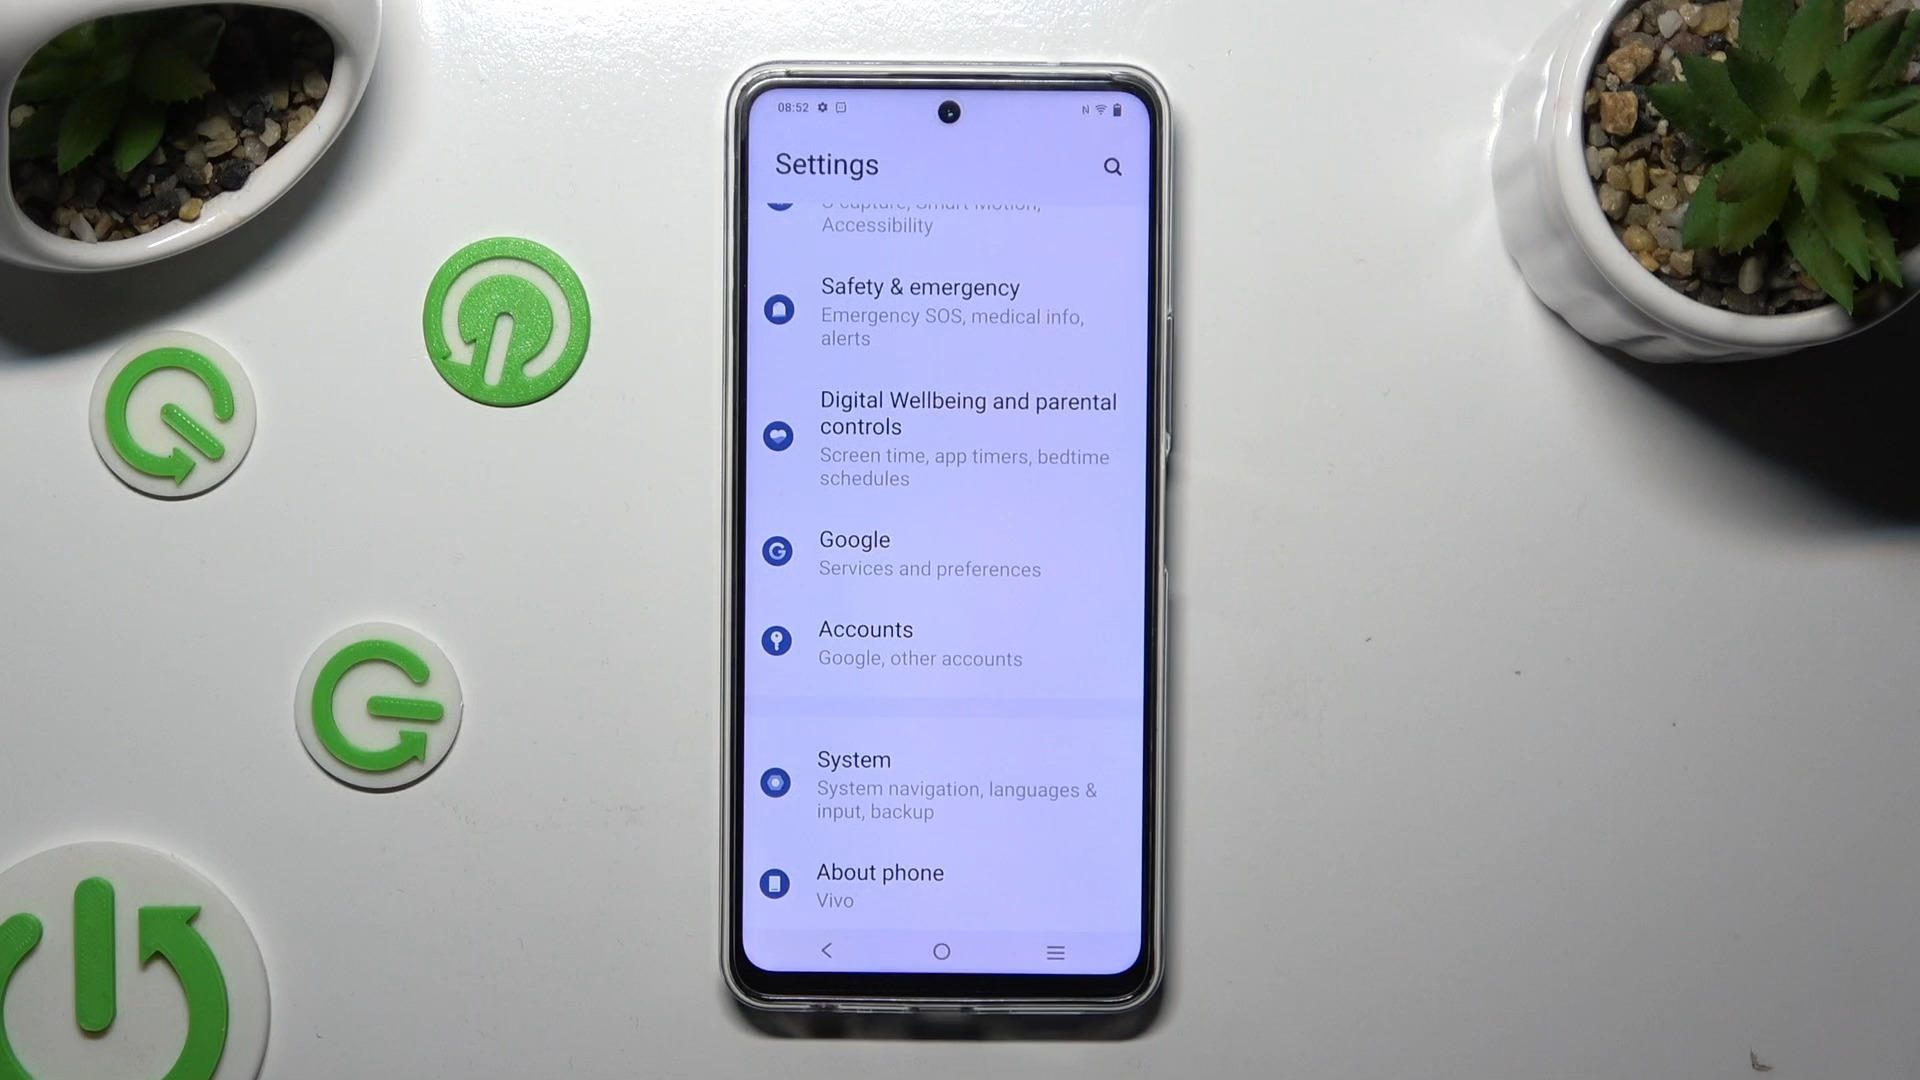 08:52
N
Settings
Smart Motion,
Accessibility
Safety & emergency
Emergency SOS, medical info,
alerts
Digital Wellbeing and parental
controls
Screen time, app timers, bedtime
schedules
Google
Services and preferences
Accounts
Google, other accounts
System
System navigation, languages &
input, backup
About phone
Vivo